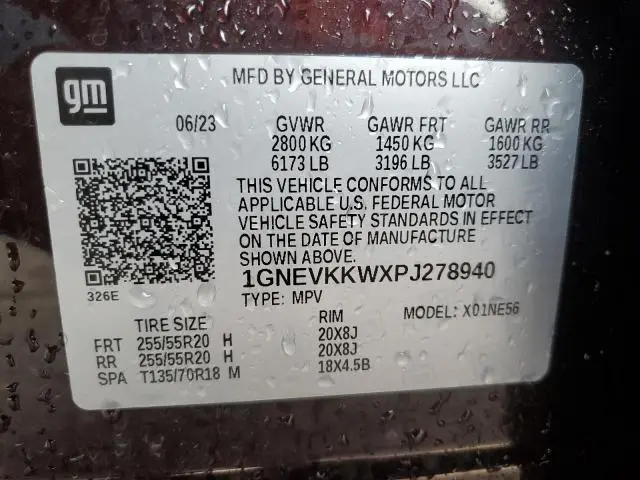 gm
MFD BY GENERAL MOTORS LLC
06/23 GVWR GAWR FRT GAWR RR
2800 KG 1450 KG 1600 KG
6173 LB 3196 LB 3527 LB
THIS VEHICLE CONFORMS TO ALL
APPLICABLE U.S. FEDERAL MOTOR
VEHICLE SAFETY STANDARDS IN EFFECT
ON THE DATE OF MANUFACTURE
SHOWN ABOVE.
1GNEVKKWXPJ278940
326E
TYPE: MPV MODEL: X01NE56
TIRE SIZE RIM
FRT 255/55R20 H 20X8J
RR 255/55R20 H 20X8J
SPA T135/70R18 M 18X4.5B